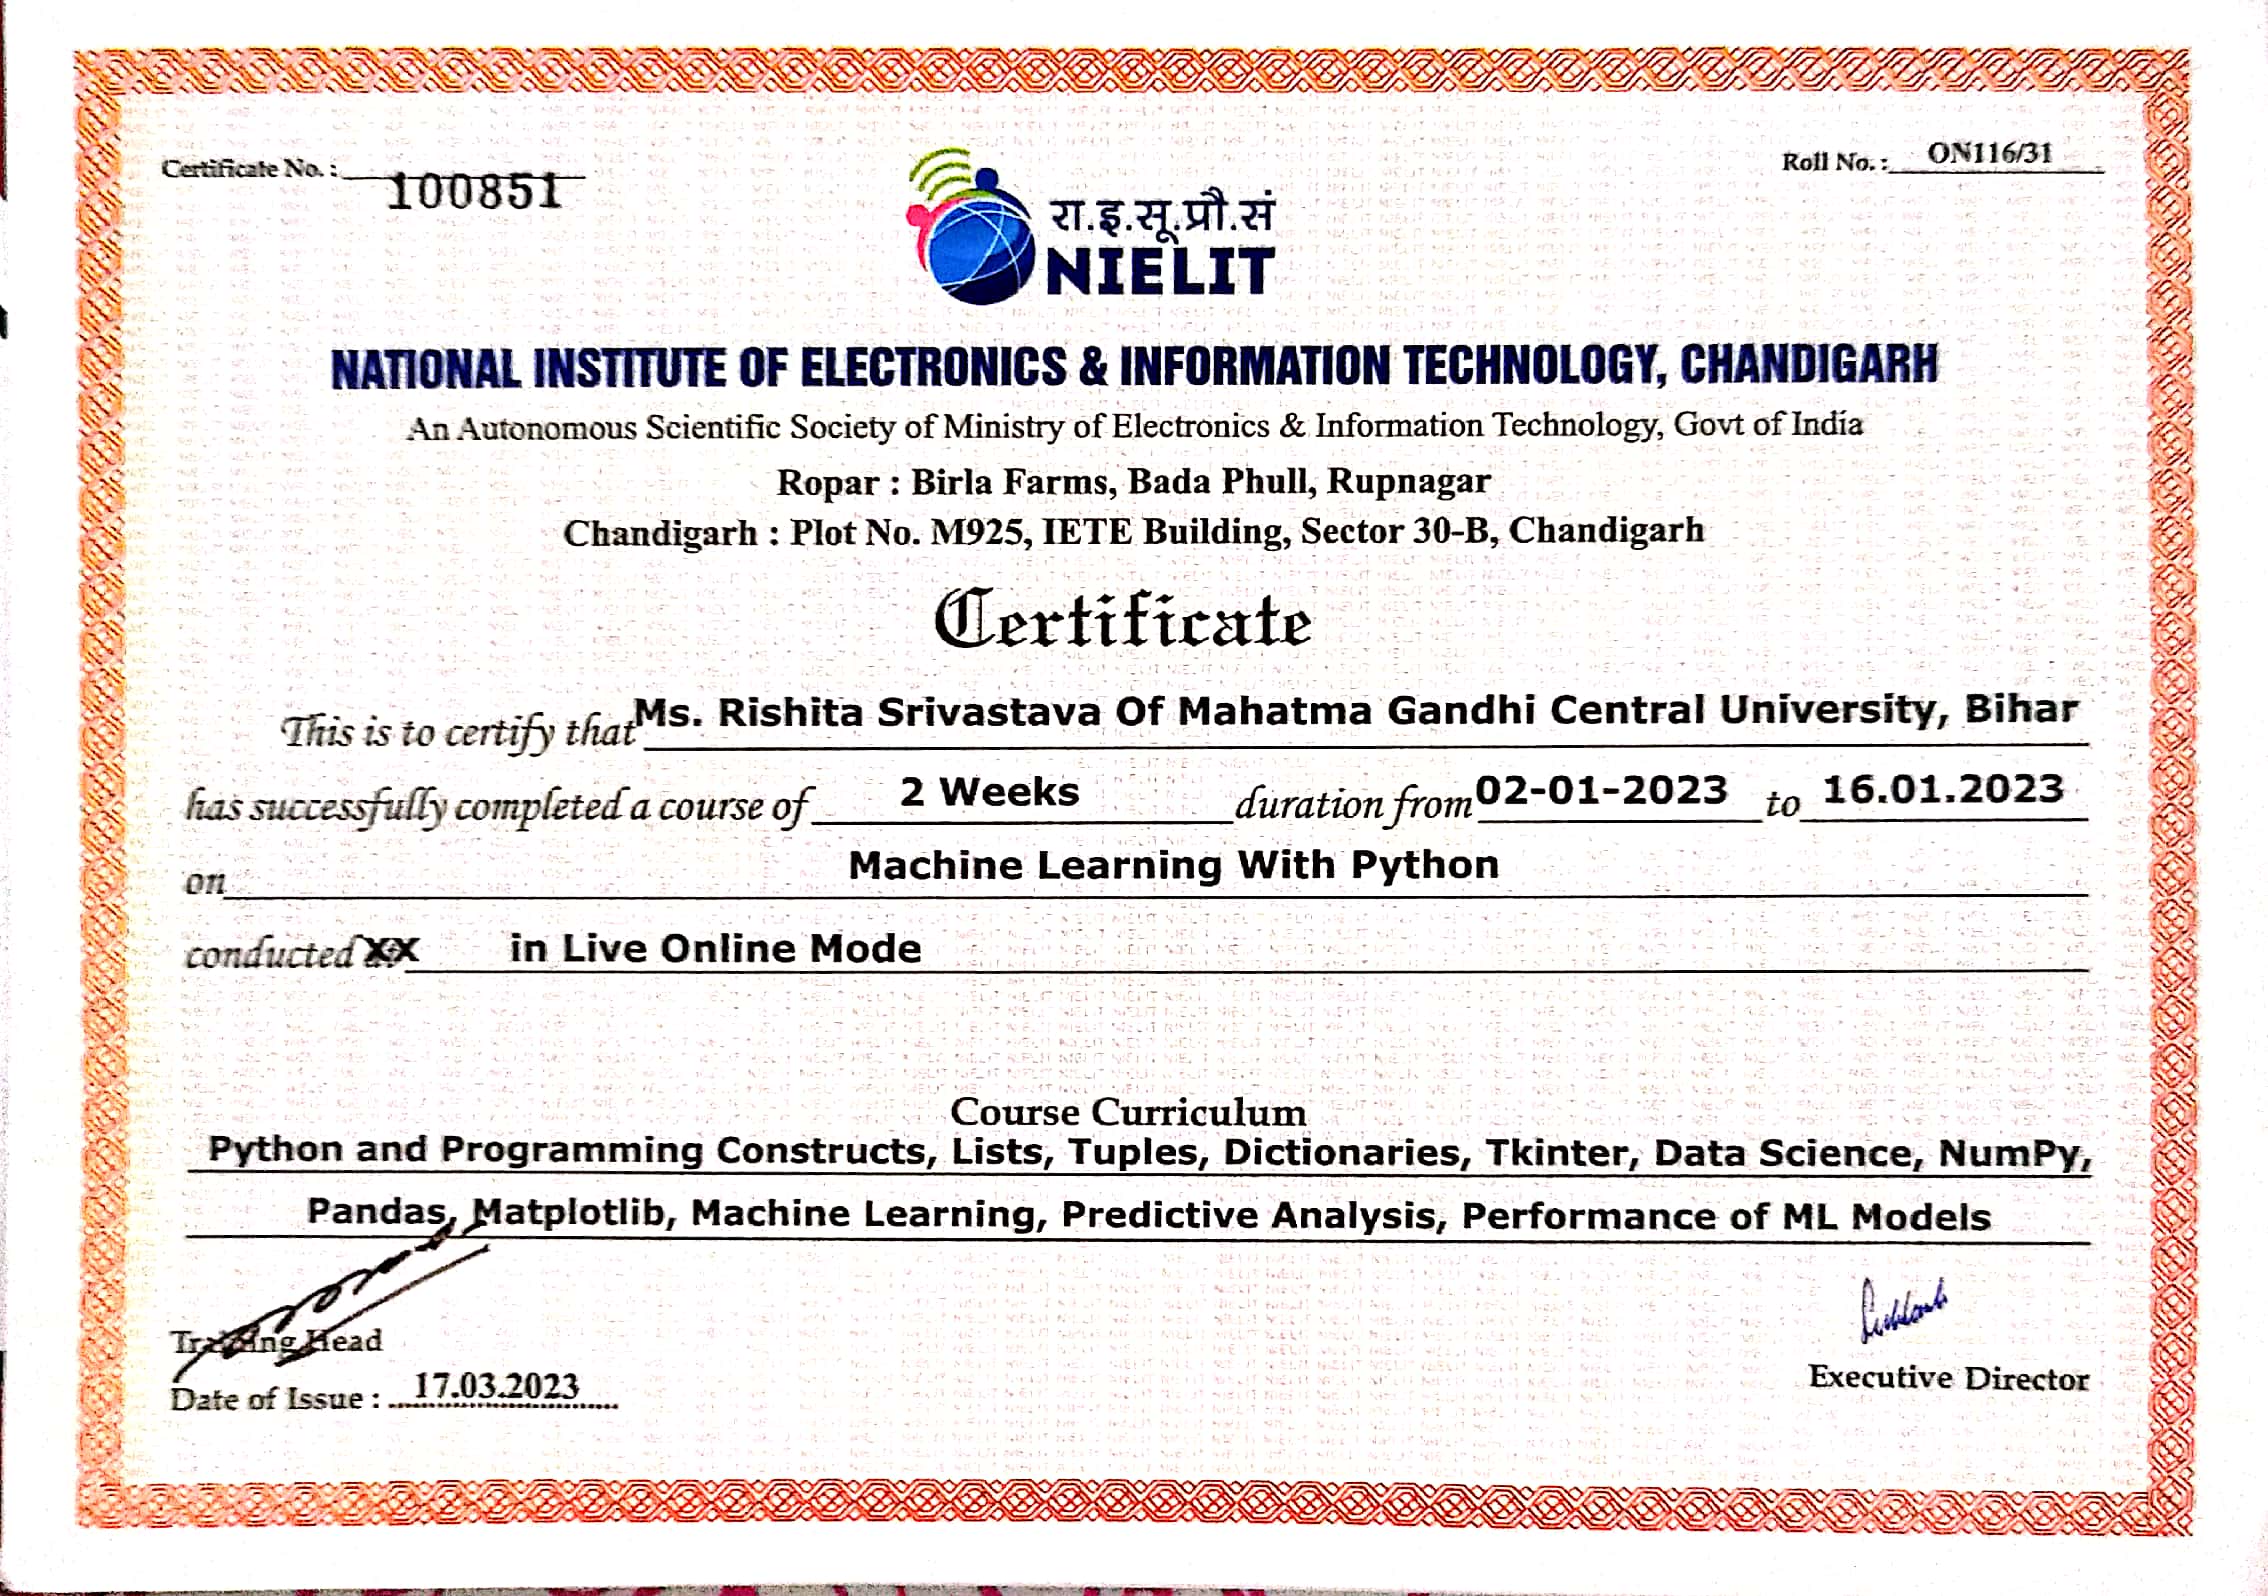 Certificate No. : 100851
Roll No. : ON116/31
रा.इ.सू.प्रौ.सं
NIELIT
NATIONAL INSTITUTE OF ELECTRONICS & INFORMATION TECHNOLOGY, CHANDIGARH
An Autonomous Scientific Society of Ministry of Electronics & Information Technology, Govt of India
Ropar : Birla Farms, Bada Phull, Rupnagar
Chandigarh : Plot No. M925, IETE Building, Sector 30-B, Chandigarh
Certificate
This is to certify that Ms. Rishita Srivastava Of Mahatma Gandhi Central University, Bihar
has successfully completed a course of 2 Weeks duration from 02-01-2023 to 16.01.2023
on Machine Learning With Python
conducted XX in Live Online Mode
Course Curriculum
Python and Programming Constructs, Lists, Tuples, Dictionaries, Tkinter, Data Science, NumPy,
Pandas, Matplotlib, Machine Learning, Predictive Analysis, Performance of ML Models
Training Head
Date of Issue : 17.03.2023
Executive Director